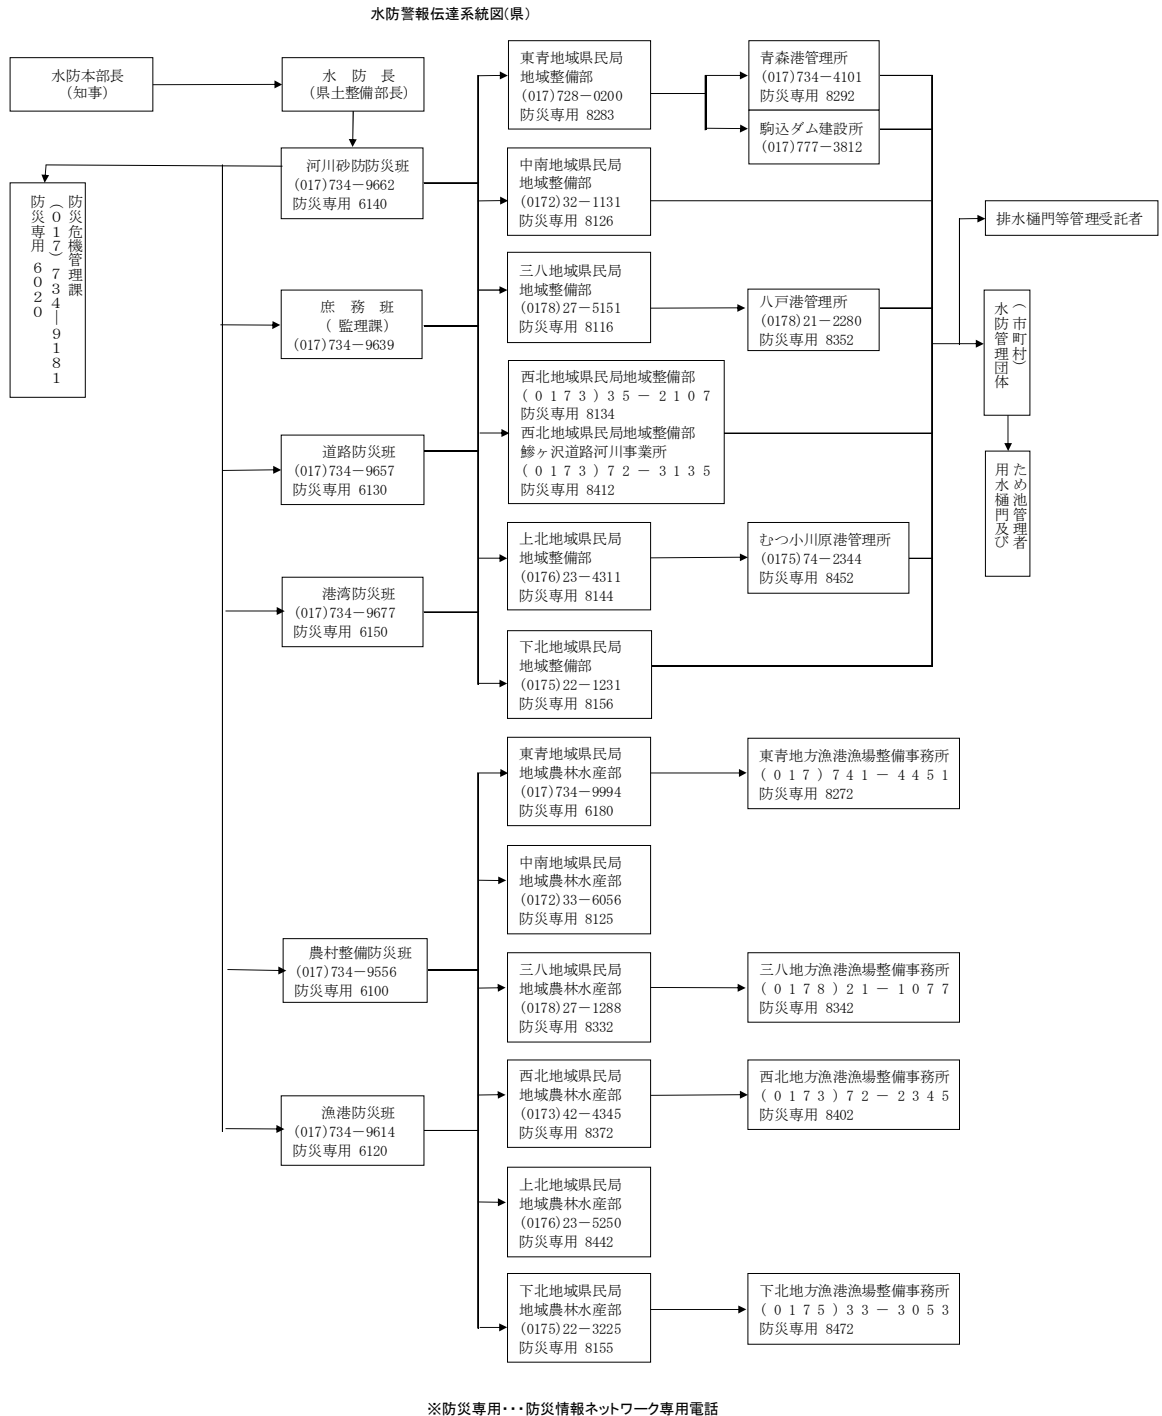 水防警報伝達系統図(県)
水防本部長
(知事)
水　防　長
(県土整備部長)
河川砂防防災班
(017)734－9662
防災専用 6140
防災危機管理課
(017)734―9181
防災専用 6020
庶　務　班
( 監理課)
(017)734－9639
道路防災班
(017)734－9657
防災専用 6130
港湾防災班
(017)734－9677
防災専用 6150
農村整備防災班
(017)734－9556
防災専用 6100
漁港防災班
(017)734－9614
防災専用 6120
東青地域県民局
地域整備部
(017)728－0200
防災専用 8283
中南地域県民局
地域整備部
(0172)32－1131
防災専用 8126
三八地域県民局
地域整備部
(0178)27－5151
防災専用 8116
西北地域県民局地域整備部
(0173)35－2107
防災専用 8134
西北地域県民局地域整備部
鰺ヶ沢道路河川事業所
(0173)72－3135
防災専用 8412
上北地域県民局
地域整備部
(0176)23－4311
防災専用 8144
下北地域県民局
地域整備部
(0175)22－1231
防災専用 8156
東青地域県民局
地域農林水産部
(017)734－9994
防災専用 6180
中南地域県民局
地域農林水産部
(0172)33－6056
防災専用 8125
三八地域県民局
地域農林水産部
(0178)27－1288
防災専用 8332
西北地域県民局
地域農林水産部
(0173)42－4345
防災専用 8372
上北地域県民局
地域農林水産部
(0176)23－5250
防災専用 8442
下北地域県民局
地域農林水産部
(0175)22－3225
防災専用 8155
青森港管理所
(017)734－4101
防災専用 8292
駒込ダム建設所
(017)777－3812
八戸港管理所
(0178)21－2280
防災専用 8352
むつ小川原港管理所
(0175)74－2344
防災専用 8452
東青地方漁港漁場整備事務所
(017)741－4451
防災専用 8272
三八地方漁港漁場整備事務所
(0178)21－1077
防災専用 8342
西北地方漁港漁場整備事務所
(0173)72－2345
防災専用 8402
下北地方漁港漁場整備事務所
(0175)33－3053
防災専用 8472
排水樋門等管理受託者
(市町村)
水防管理団体
ため池管理者
用水樋門及び
※防災専用･･･防災情報ネットワーク専用電話